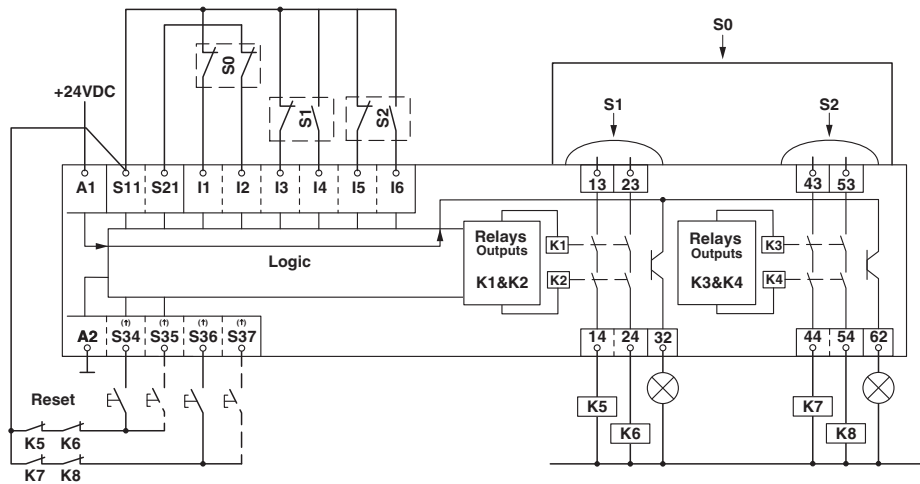 S0
S0
S1
S2
S1
S2
+24VDC
A1 S11 S21 I1 I2 I3 I4 I5 I6
13 23
43 53
Logic
Relays
Outputs
K1&K2
K1
K2
Relays
Outputs
K3&K4
K3
K4
A2 S34 S35 S36 S37
(↑) (↑) (↑) (↑)
14 24 32
44 54 62
Reset
K5 K6
K7 K8
K5
K6
K7
K8